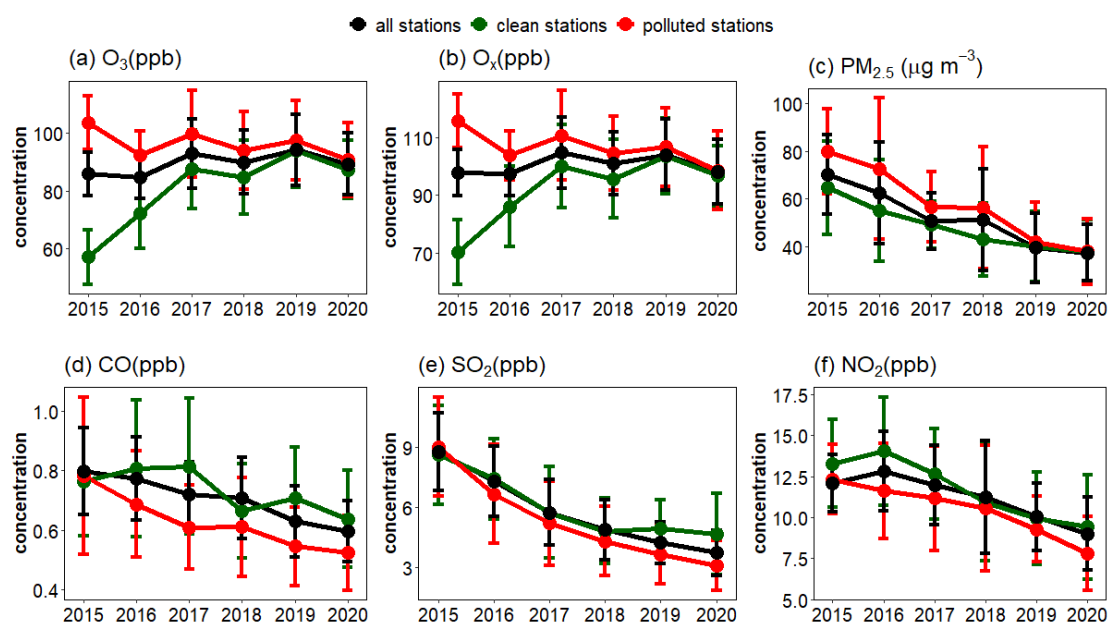 all stations clean stations polluted stations
(a) O₃(ppb)
(b) Oₓ(ppb)
(c) PM₂.₅ (μg m⁻³)
concentration
100
80
60
2015 2016 2017 2018 2019 2020
concentration
110
90
70
2015 2016 2017 2018 2019 2020
concentration
100
80
60
40
2015 2016 2017 2018 2019 2020
(d) CO(ppb)
(e) SO₂(ppb)
(f) NO₂(ppb)
concentration
1.0
0.8
0.6
0.4
2015 2016 2017 2018 2019 2020
concentration
9
6
3
2015 2016 2017 2018 2019 2020
concentration
17.5
15.0
12.5
10.0
7.5
5.0
2015 2016 2017 2018 2019 2020